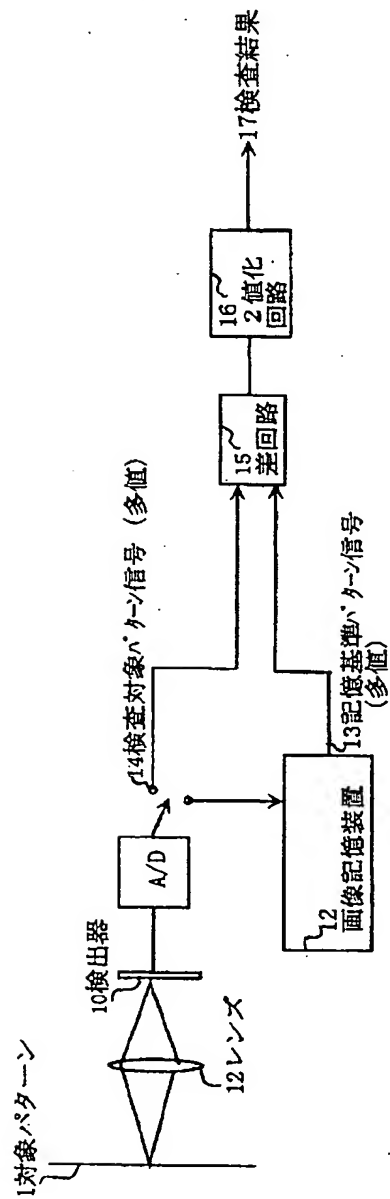 1対象パターン
12レンズ
10検出器
A/D
14検査対象パターン信号 (多値)
12
画像記憶装置
13記憶基準パターン信号
(多値)
15
差回路
16
2値化
回路
17検査結果